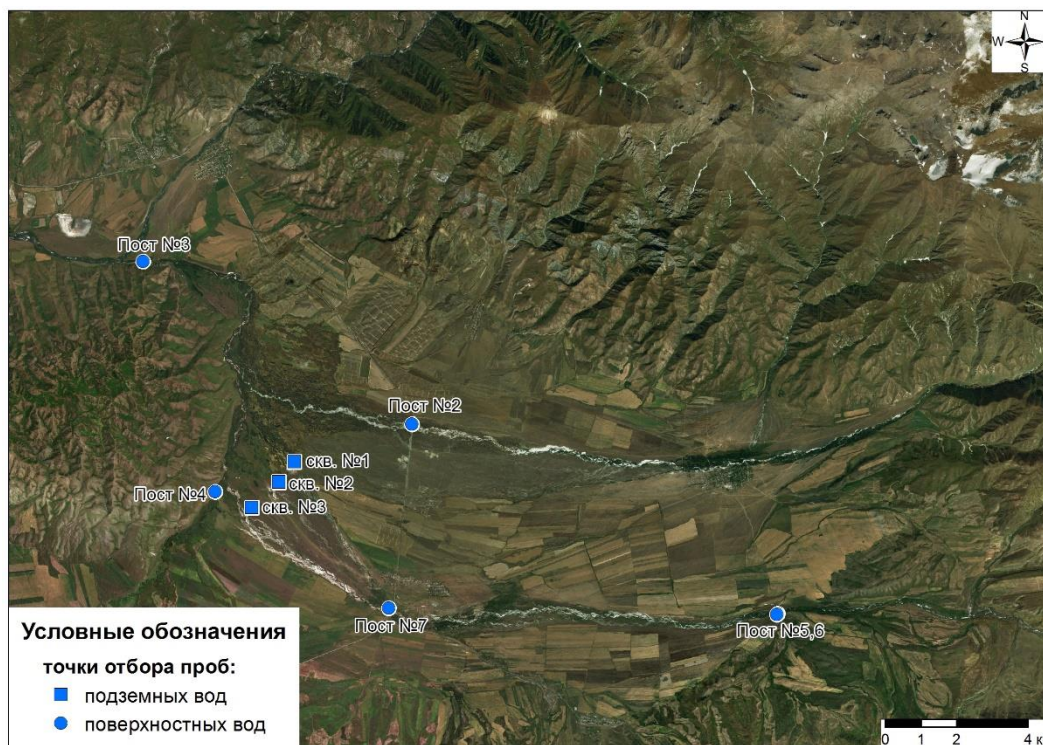 N
W E
S
Пост №3
Пост №2
скв. №1
скв. №2
Пост №4
скв. №3
Пост №7
Пост №5,6
Условные обозначения
точки отбора проб:
подземных вод
поверхностных вод
0 1 2 4 к